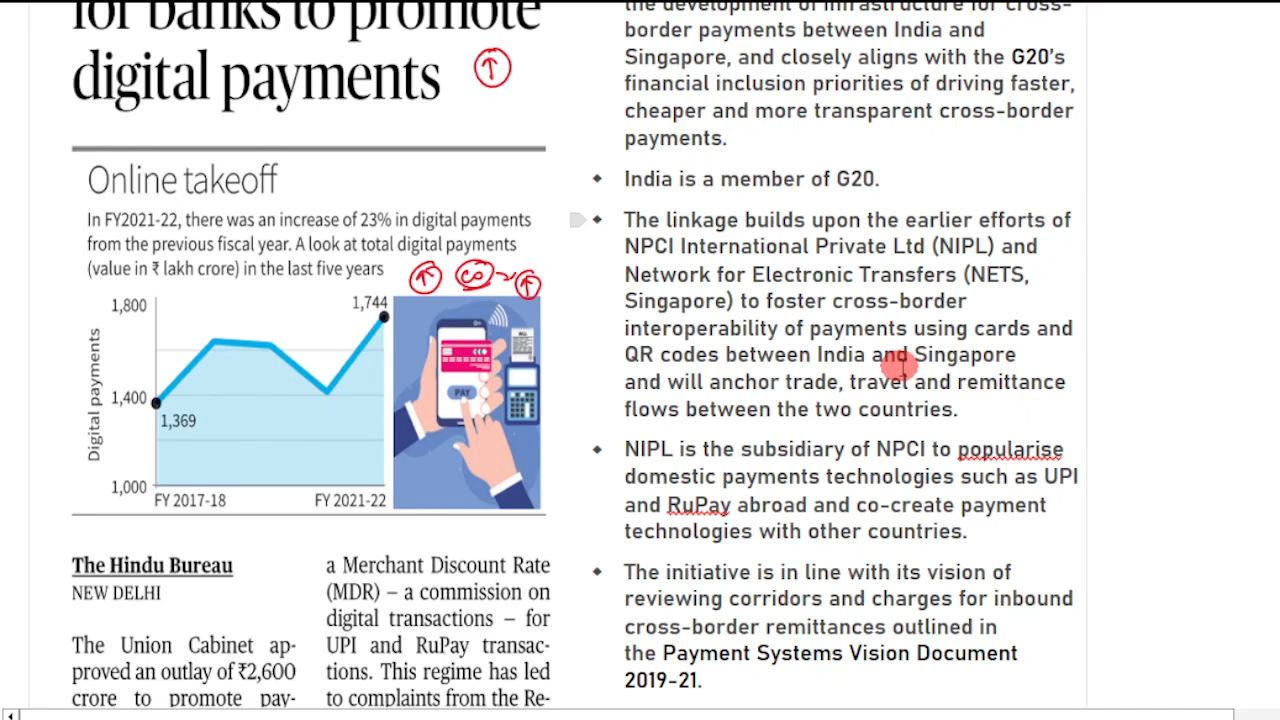 for banks to promote
digital payments
Online takeoff
In FY2021-22, there was an increase of 23% in digital payments
from the previous fiscal year. A look at total digital payments
(value in ₹ lakh crore) in the last five years
1,800
1,744
Digital payments
1,400
1,369
1,000
FY 2017-18
FY 2021-22
BILL
PAY
The Hindu Bureau
NEW DELHI
The Union Cabinet ap-
proved an outlay of ₹2,600
crore to promote pay-
a Merchant Discount Rate
(MDR) – a commission on
digital transactions – for
UPI and RuPay transac-
tions. This regime has led
to complaints from the Re-
the development of infrastructure for cross-
border payments between India and
Singapore, and closely aligns with the G20's
financial inclusion priorities of driving faster,
cheaper and more transparent cross-border
payments.
India is a member of G20.
The linkage builds upon the earlier efforts of
NPCI International Private Ltd (NIPL) and
Network for Electronic Transfers (NETS,
Singapore) to foster cross-border
interoperability of payments using cards and
QR codes between India and Singapore
and will anchor trade, travel and remittance
flows between the two countries.
NIPL is the subsidiary of NPCI to popularise
domestic payments technologies such as UPI
and RuPay abroad and co-create payment
technologies with other countries.
The initiative is in line with its vision of
reviewing corridors and charges for inbound
cross-border remittances outlined in
the Payment Systems Vision Document
2019-21.